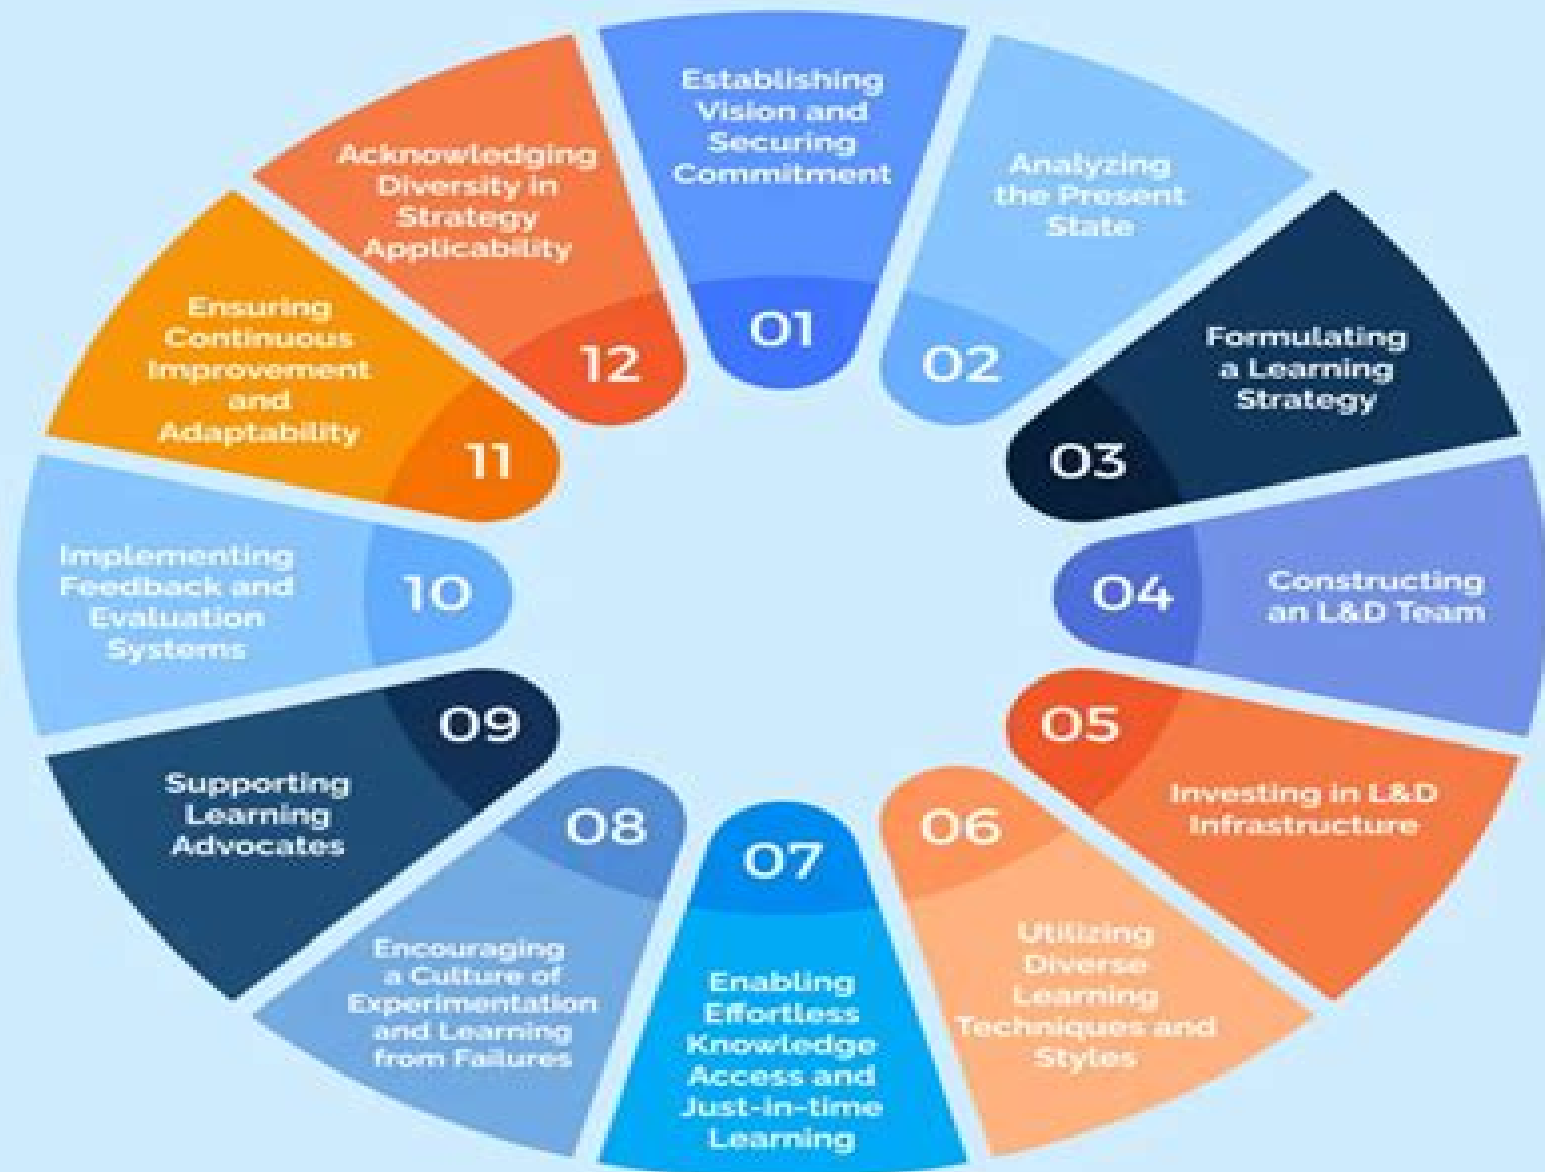 01
Establishing
Vision and
Securing
Commitment
02
Analyzing
the Present
State
03
Formulating
a Learning
Strategy
04
Constructing
an L&D Team
05
Investing in L&D
Infrastructure
06
Utilizing
Diverse
Learning
Techniques and
Styles
07
Enabling
Effortless
Knowledge
Access and
Just-in-time
Learning
08
Encouraging
a Culture of
Experimentation
and Learning
from Failures
09
Supporting
Learning
Advocates
10
Implementing
Feedback and
Evaluation
Systems
11
Ensuring
Continuous
Improvement
and
Adaptability
12
Acknowledging
Diversity in
Strategy
Applicability